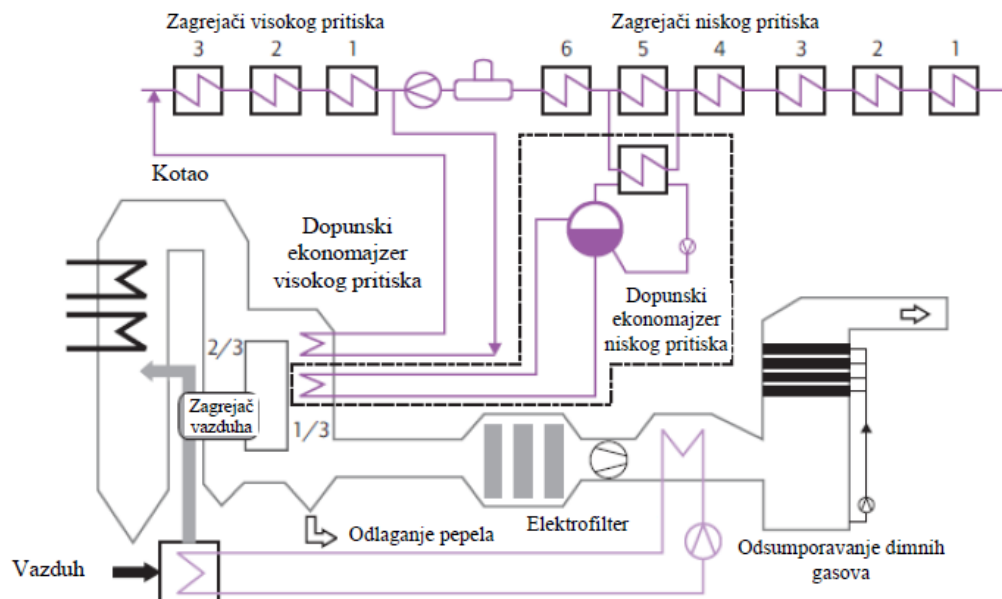 Zagrejači visokog pritiska
Zagrejači niskog pritiska
3 2 1 6 5 4 3 2 1
Kotao
Dopunski
ekonomajzer
visokog pritiska
Dopunski
ekonomajzer
niskog pritiska
2/3
Zagrejač
vazduha
1/3
Elektrofilter
Odlaganje pepela
Odsumporavanje dimnih
gasova
Vazduh